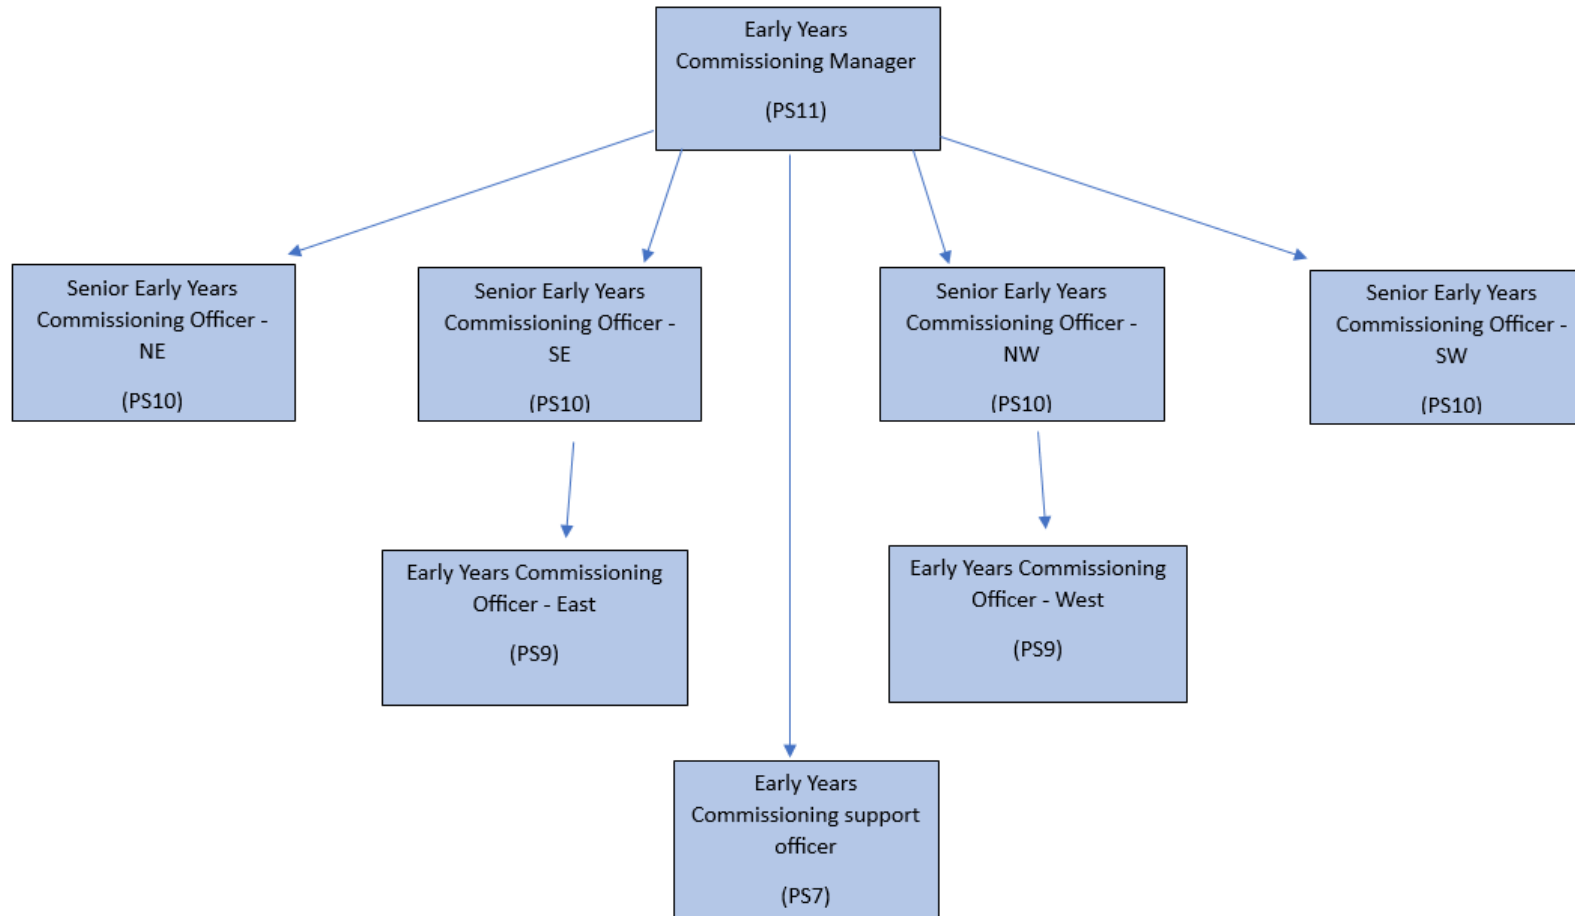 Early Years
Commissioning Manager
(PS11)
Senior Early Years
Commissioning Officer -
NE
(PS10)
Senior Early Years
Commissioning Officer -
SE
(PS10)
Senior Early Years
Commissioning Officer -
NW
(PS10)
Senior Early Years
Commissioning Officer -
SW
(PS10)
Early Years Commissioning
Officer - East
(PS9)
Early Years Commissioning
Officer - West
(PS9)
Early Years
Commissioning support
officer
(PS7)